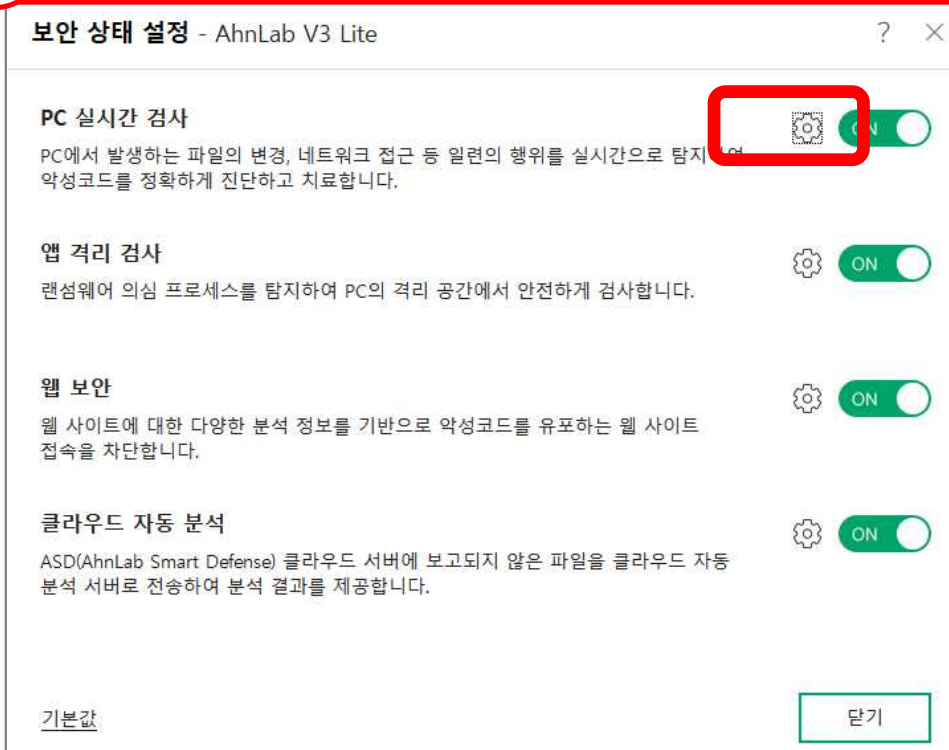 보안 상태 설정 - AhnLab V3 Lite
?
PC 실시간 검사
PC에서 발생하는 파일의 변경, 네트워크 접근 등 일련의 행위를 실시간으로 탐지
악성코드를 정확하게 진단하고 치료합니다.
앱 격리 검사
ON
랜섬웨어 의심 프로세스를 탐지하여 PC의 격리 공간에서 안전하게 검사합니다.
웹 보안
ON
웹 사이트에 대한 다양한 분석 정보를 기반으로 악성코드를 유포하는 웹 사이트
접속을 차단합니다.
클라우드 자동 분석
ON
ASD(AhnLab Smart Defense) 클라우드 서버에 보고되지 않은 파일을 클라우드 자동
분석 서버로 전송하여 분석 결과를 제공합니다.
기본값
닫기